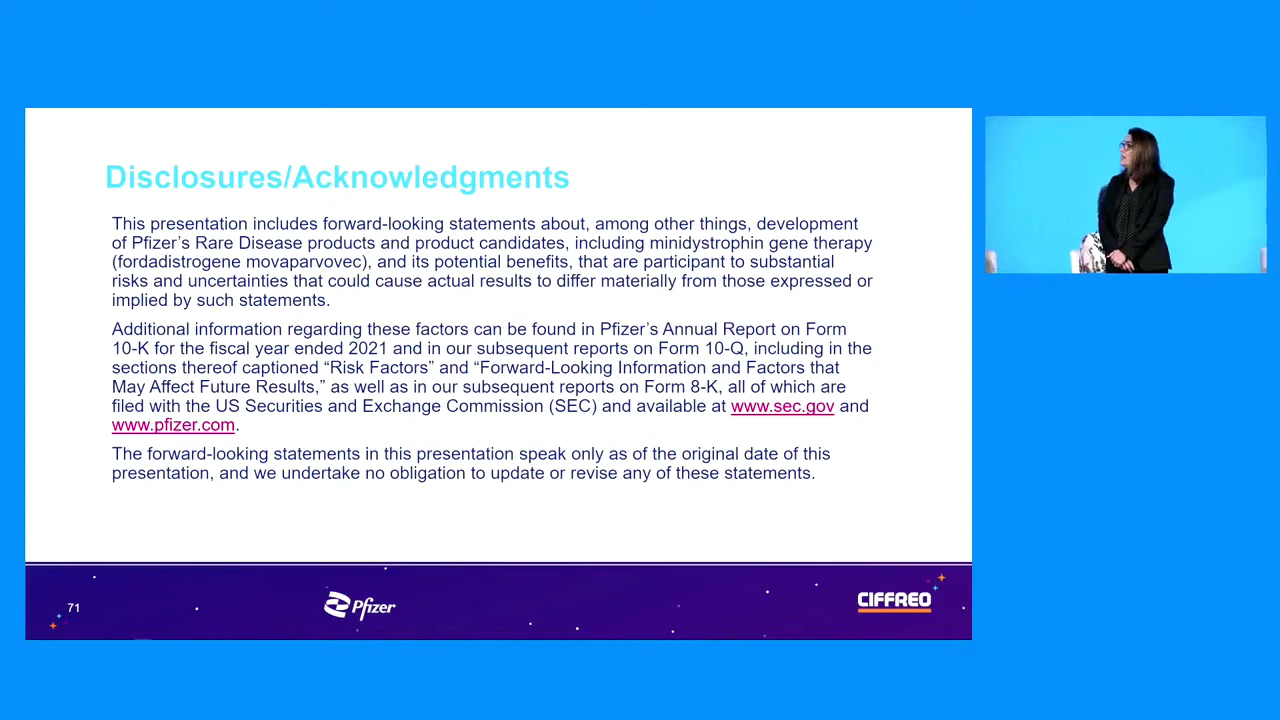 Disclosures/Acknowledgments
This presentation includes forward-looking statements about, among other things, development
of Pfizer’s Rare Disease products and product candidates, including minidystrophin gene therapy
(fordadistrogene movaparvovec), and its potential benefits, that are participant to substantial
risks and uncertainties that could cause actual results to differ materially from those expressed or
implied by such statements.
Additional information regarding these factors can be found in Pfizer’s Annual Report on Form
10-K for the fiscal year ended 2021 and in our subsequent reports on Form 10-Q, including in the
sections thereof captioned “Risk Factors” and “Forward-Looking Information and Factors that
May Affect Future Results,” as well as in our subsequent reports on Form 8-K, all of which are
filed with the US Securities and Exchange Commission (SEC) and available at www.sec.gov and
www.pfizer.com.
The forward-looking statements in this presentation speak only as of the original date of this
presentation, and we undertake no obligation to update or revise any of these statements.
71
Pfizer
CIFFREO